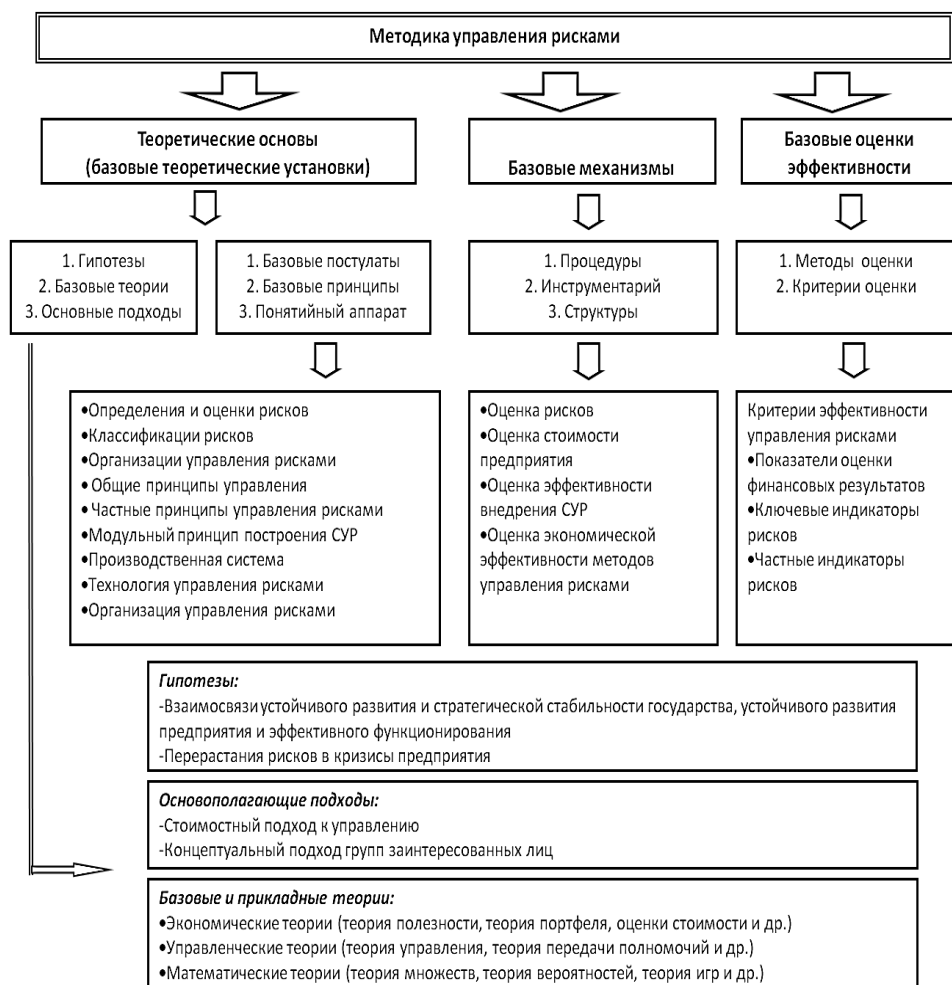 Методика управления рисками
Теоретические основы
(базовые теоретические установки)
Базовые механизмы
Базовые оценки
эффективности
1. Гипотезы
2. Базовые теории
3. Основные подходы
1. Базовые постулаты
2. Базовые принципы
3. Понятийный аппарат
1. Процедуры
2. Инструментарий
3. Структуры
1. Методы оценки
2. Критерии оценки
•Определения и оценки рисков
•Классификации рисков
•Организации управления рисками
•Общие принципы управления
•Частные принципы управления рисками
•Модульный принцип построения СУР
•Производственная система
•Технология управления рисками
•Организация управления рисками
•Оценка рисков
•Оценка стоимости
предприятия
•Оценка эффективности
внедрения СУР
•Оценка экономической
эффективности методов
управления рисками
Критерии эффективности
управления рисками
•Показатели оценки
финансовых результатов
•Ключевые индикаторы
рисков
•Частные индикаторы
рисков
Гипотезы:
-Взаимосвязи устойчивого развития и стратегической стабильности государства, устойчивого развития
предприятия и эффективного функционирования
-Перерастания рисков в кризисы предприятия
Основополагающие подходы:
-Стоимостный подход к управлению
-Концептуальный подход групп заинтересованных лиц
Базовые и прикладные теории:
•Экономические теории (теория полезности, теория портфеля, оценки стоимости и др.)
•Управленческие теории (теория управления, теория передачи полномочий и др.)
•Математические теории (теория множеств, теория вероятностей, теория игр и др.)